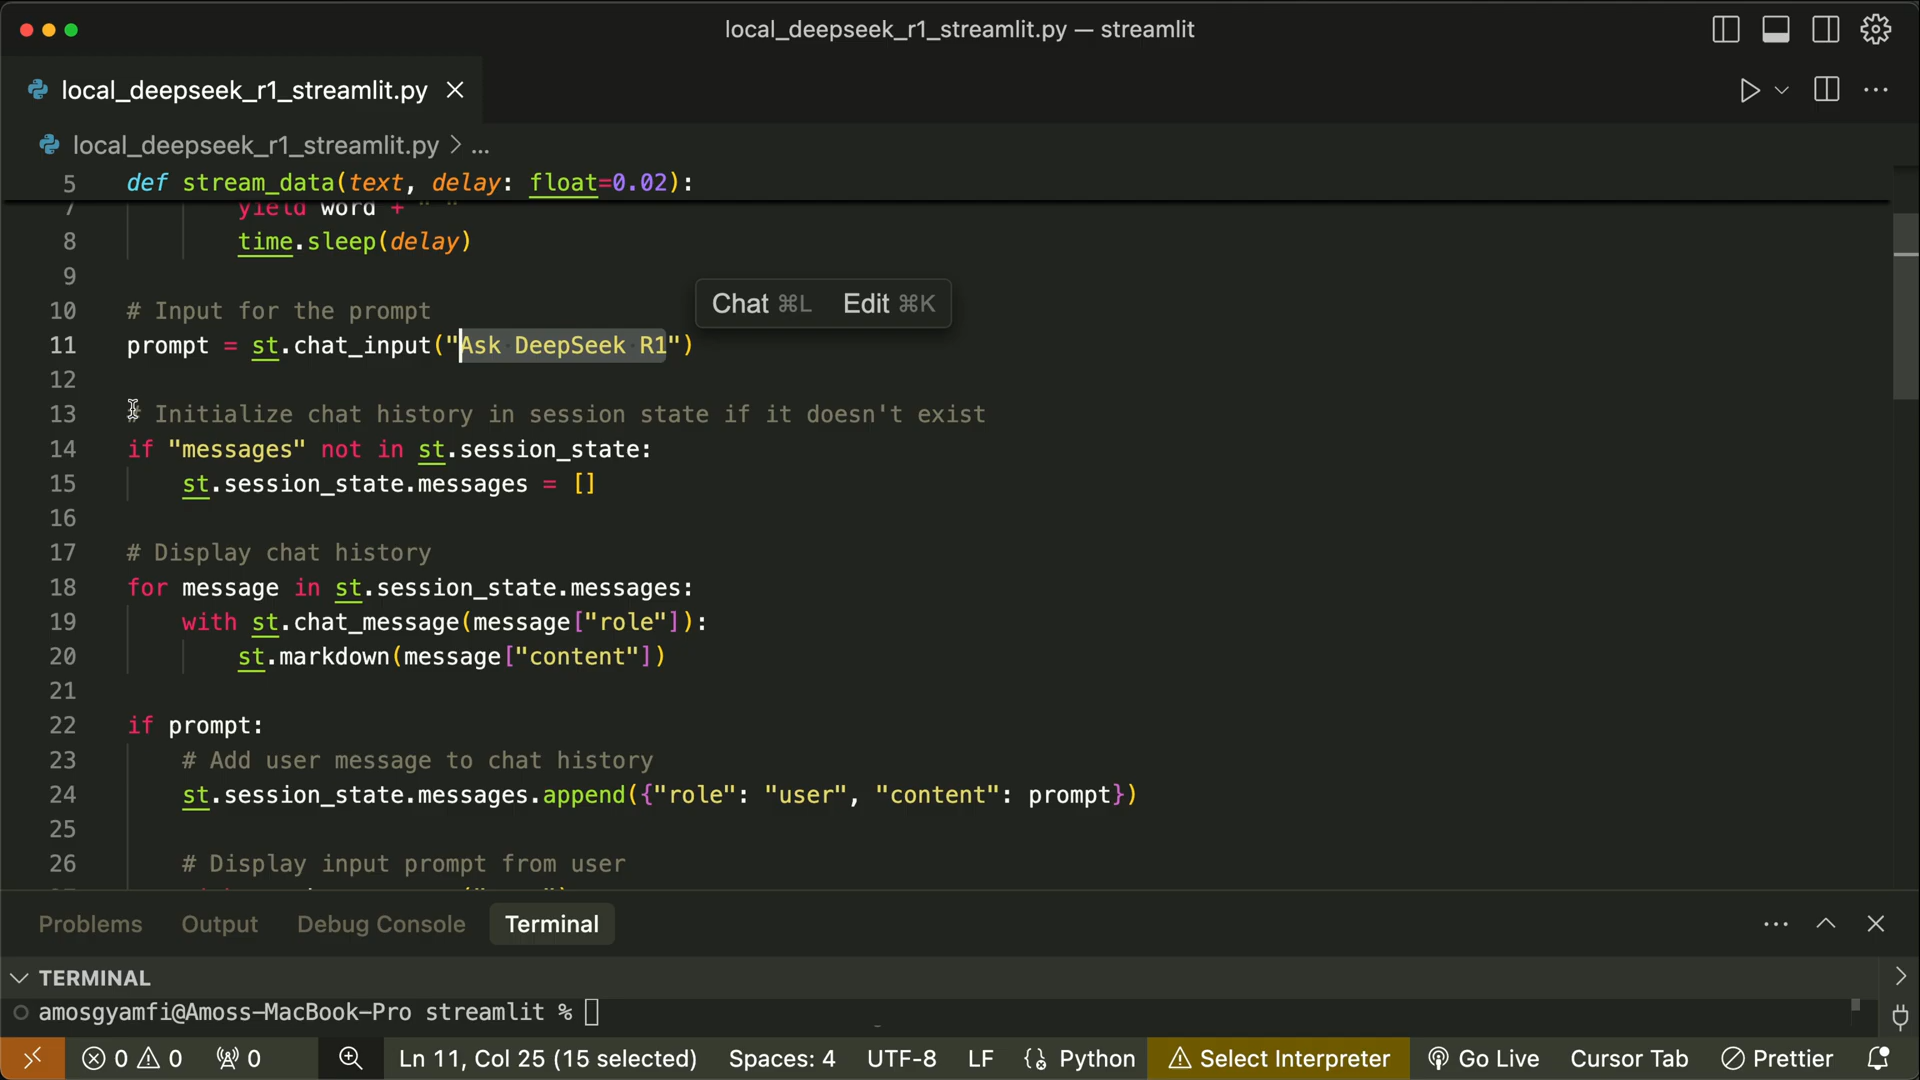 local_deepseek_r1_streamlit.py — streamlit
local_deepseek_r1_streamlit.py
local_deepseek_r1_streamlit.py > ...
5 def stream_data(text, delay: float=0.02):
7 yield word + " "
8 time.sleep(delay)
9
10 # Input for the prompt
Chat ⌘L Edit ⌘K
11 prompt = st.chat_input("Ask DeepSeek R1")
12
13 # Initialize chat history in session state if it doesn't exist
14 if "messages" not in st.session_state:
15 st.session_state.messages = []
16
17 # Display chat history
18 for message in st.session_state.messages:
19 with st.chat_message(message["role"]):
20 st.markdown(message["content"])
21
22 if prompt:
23 # Add user message to chat history
24 st.session_state.messages.append({"role": "user", "content": prompt})
25
26 # Display input prompt from user
Problems Output Debug Console Terminal
TERMINAL
amosgyamfi@Amoss-MacBook-Pro streamlit %
0 0 0 Ln 11, Col 25 (15 selected) Spaces: 4 UTF-8 LF Python Select Interpreter Go Live Cursor Tab Prettier